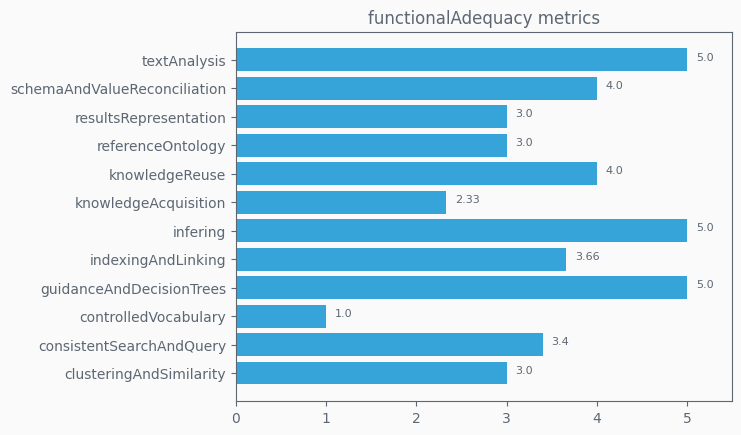 functionalAdequacy metrics
textAnalysis 5.0
schemaAndValueReconciliation 4.0
resultsRepresentation 3.0
referenceOntology 3.0
knowledgeReuse 4.0
knowledgeAcquisition 2.33
infering 5.0
indexingAndLinking 3.66
guidanceAndDecisionTrees 5.0
controlledVocabulary 1.0
consistentSearchAndQuery 3.4
clusteringAndSimilarity 3.0
0 1 2 3 4 5